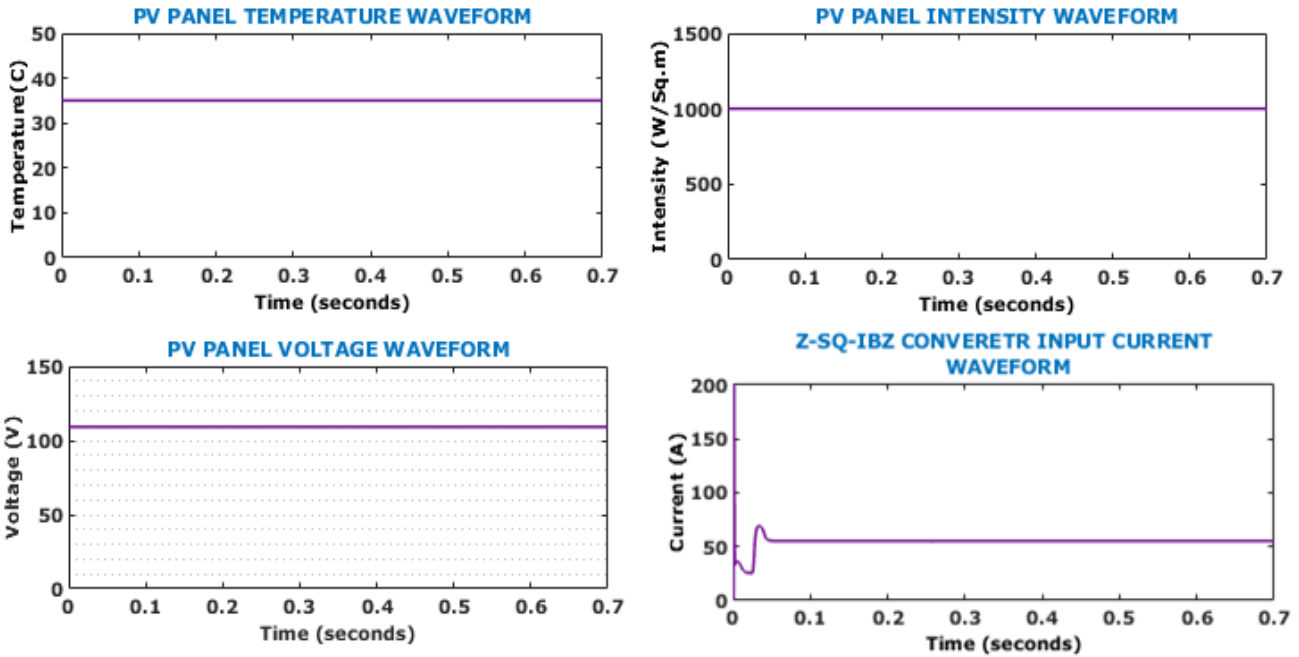 PV PANEL TEMPERATURE WAVEFORM
50
40
30
20
10
0
Temperature(C)
0 0.1 0.2 0.3 0.4 0.5 0.6 0.7
Time (seconds)
PV PANEL INTENSITY WAVEFORM
1500
1000
500
0
Intensity (W/Sq.m)
0 0.1 0.2 0.3 0.4 0.5 0.6 0.7
Time (seconds)
PV PANEL VOLTAGE WAVEFORM
150
100
50
0
Voltage (V)
0 0.1 0.2 0.3 0.4 0.5 0.6 0.7
Time (seconds)
Z-SQ-IBZ CONVERETR INPUT CURRENT
WAVEFORM
200
150
100
50
0
Current (A)
0 0.1 0.2 0.3 0.4 0.5 0.6 0.7
Time (seconds)